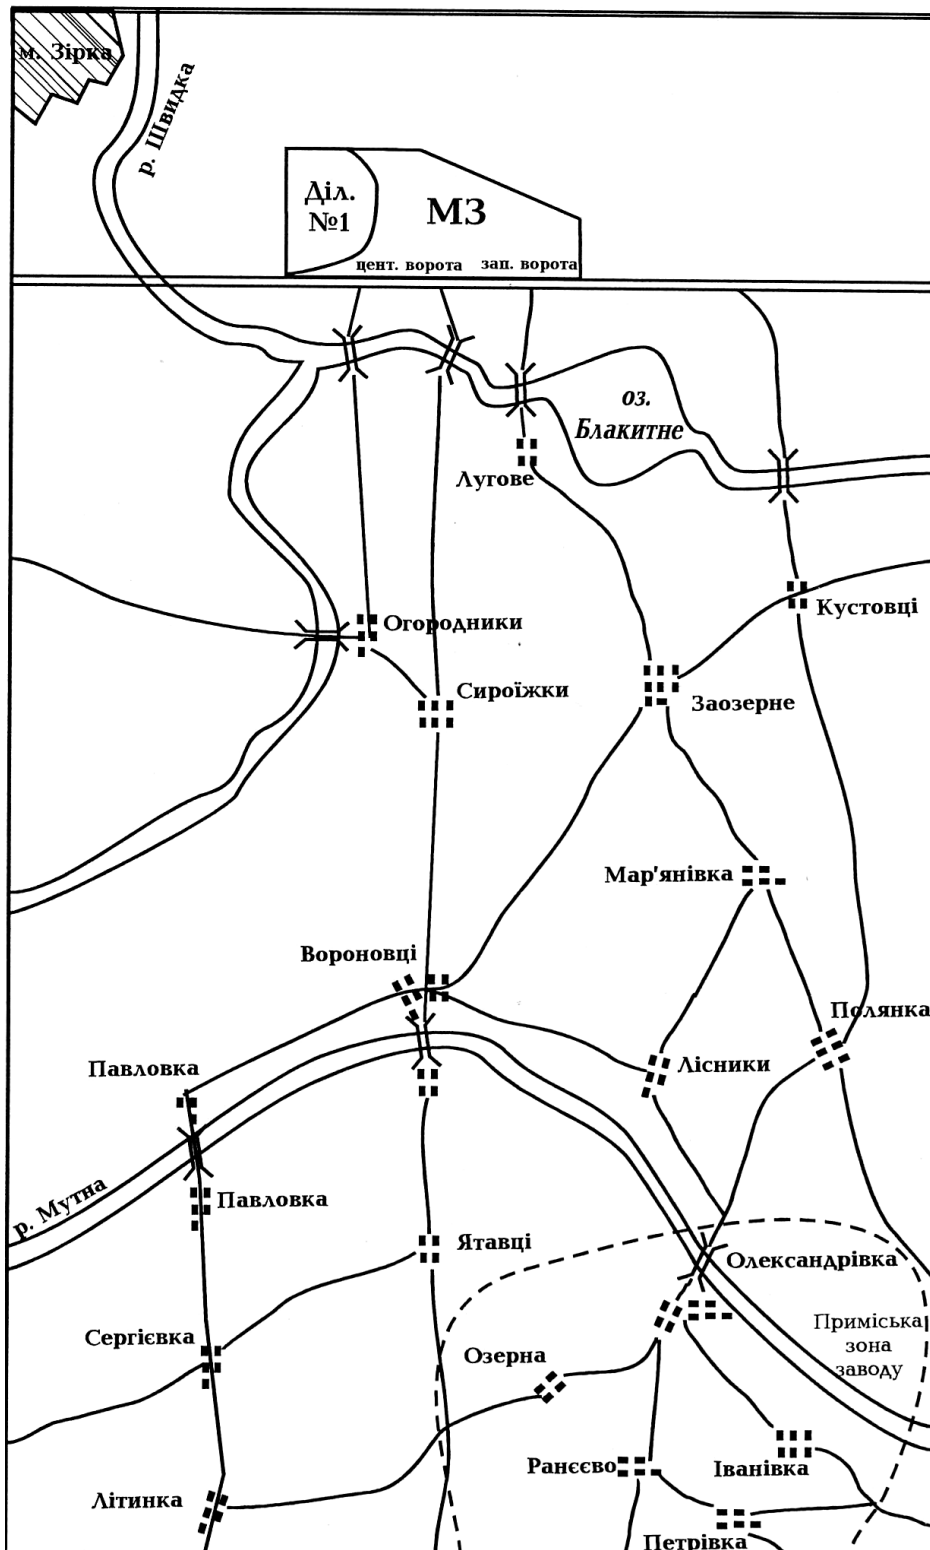 м. Зірка
р. Швидка
Діл.
№1
МЗ
цент. ворота
зап. ворота
оз.
Блакитне
Лугове
Кустовці
Огородники
Сироїжки
Заозерне
Мар'янівка
Вороновці
Полянка
Павловка
Лісники
р. Мутна
Павловка
Ятавці
Олександрівка
Приміська
зона
заводу
Сергієвка
Озерна
Ранєєво
Іванівка
Літинка
Петрівка